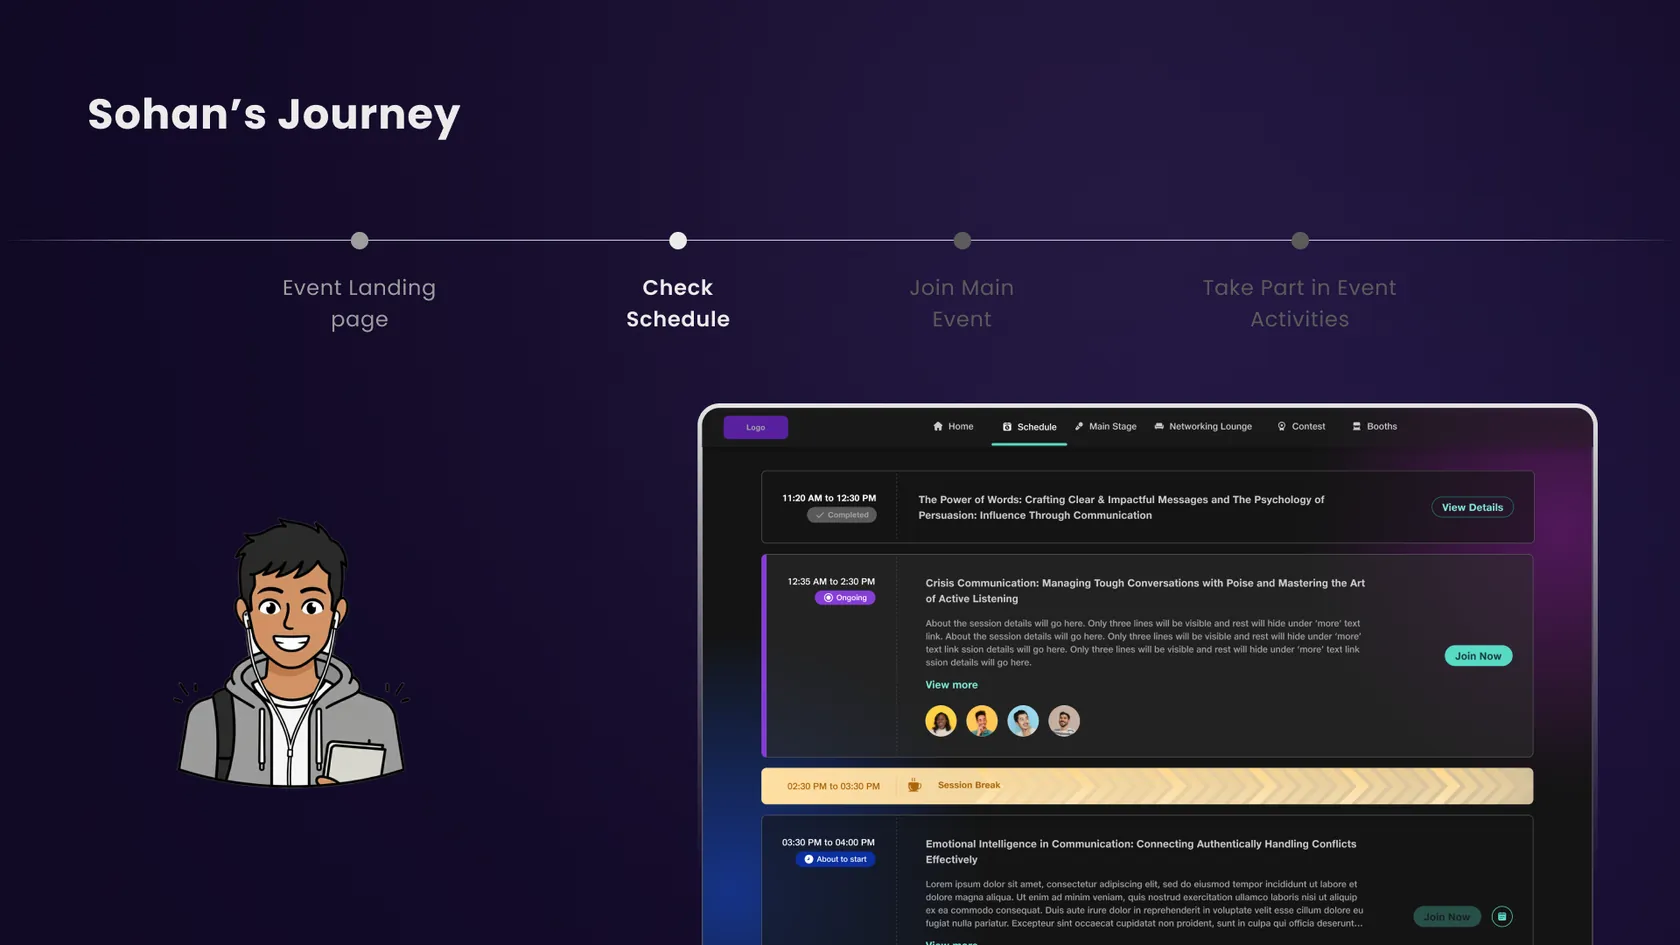 Sohan’s Journey
Event Landing
page
Check
Schedule
Join Main
Event
Take Part in Event
Activities
Logo
Home
Schedule
Main Stage
Networking Lounge
Contest
Booths
11:20 AM to 12:30 PM
Completed
The Power of Words: Crafting Clear & Impactful Messages and The Psychology of
Persuasion: Influence Through Communication
View Details
12:35 AM to 2:30 PM
Ongoing
Crisis Communication: Managing Tough Conversations with Poise and Mastering the Art
of Active Listening
About the session details will go here. Only three lines will be visible and rest will hide under ‘more’ text
link. About the session details will go here. Only three lines will be visible and rest will hide under ‘more’
text link ssion details will go here. Only three lines will be visible and rest will hide under ‘more’ text link
ssion details will go here.
View more
Join Now
02:30 PM to 03:30 PM
Session Break
03:30 PM to 04:00 PM
About to start
Emotional Intelligence in Communication: Connecting Authentically Handling Conflicts
Effectively
Lorem ipsum dolor sit amet, consectetur adipiscing elit, sed do eiusmod tempor incididunt ut labore et
dolore magna aliqua. Ut enim ad minim veniam, quis nostrud exercitation ullamco laboris nisi ut aliquip
ex ea commodo consequat. Duis aute irure dolor in reprehenderit in voluptate velit esse cillum dolore eu
fugiat nulla pariatur. Excepteur sint occaecat cupidatat non proident, sunt in culpa qui officia deserunt...
Join Now
View more